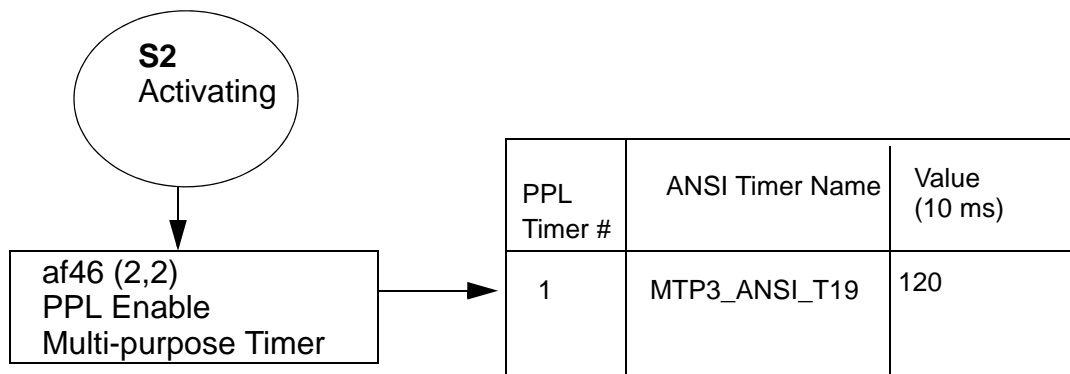 S2
Activating
af46 (2,2)
PPL Enable
Multi-purpose Timer
PPL
Timer #
ANSI Timer Name
Value
(10 ms)
1
MTP3_ANSI_T19
120